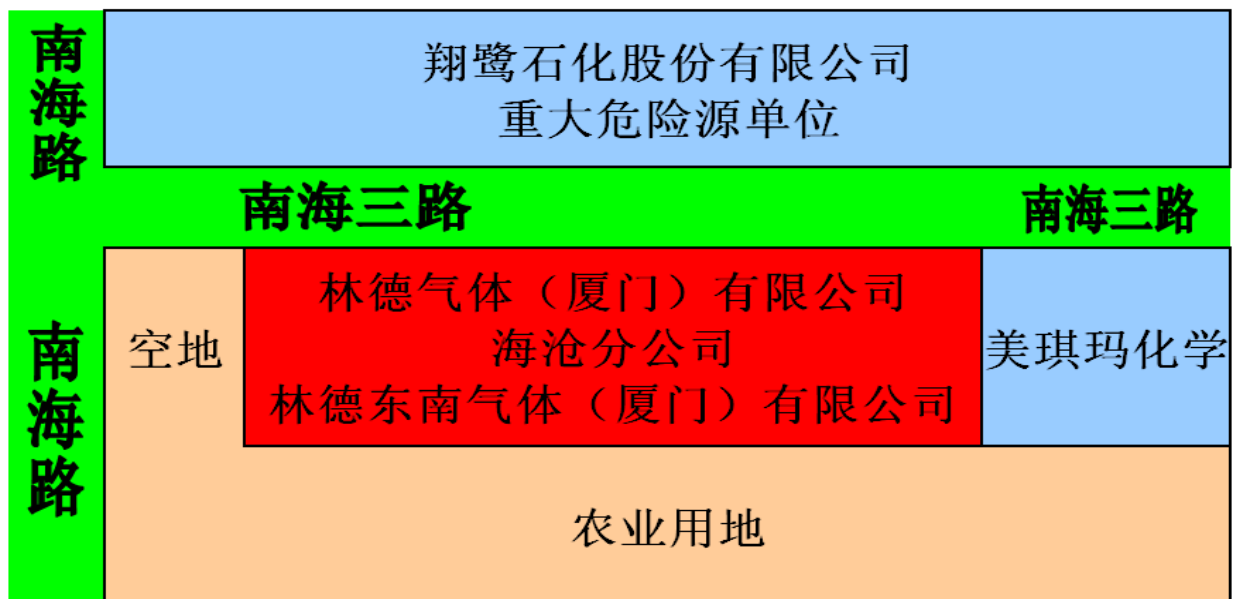 南海路
翔鹭石化股份有限公司
重大危险源单位
南海三路
南海三路
南海路
空地
林德气体（厦门）有限公司
海沧分公司
林德东南气体（厦门）有限公司
美琪玛化学
农业用地